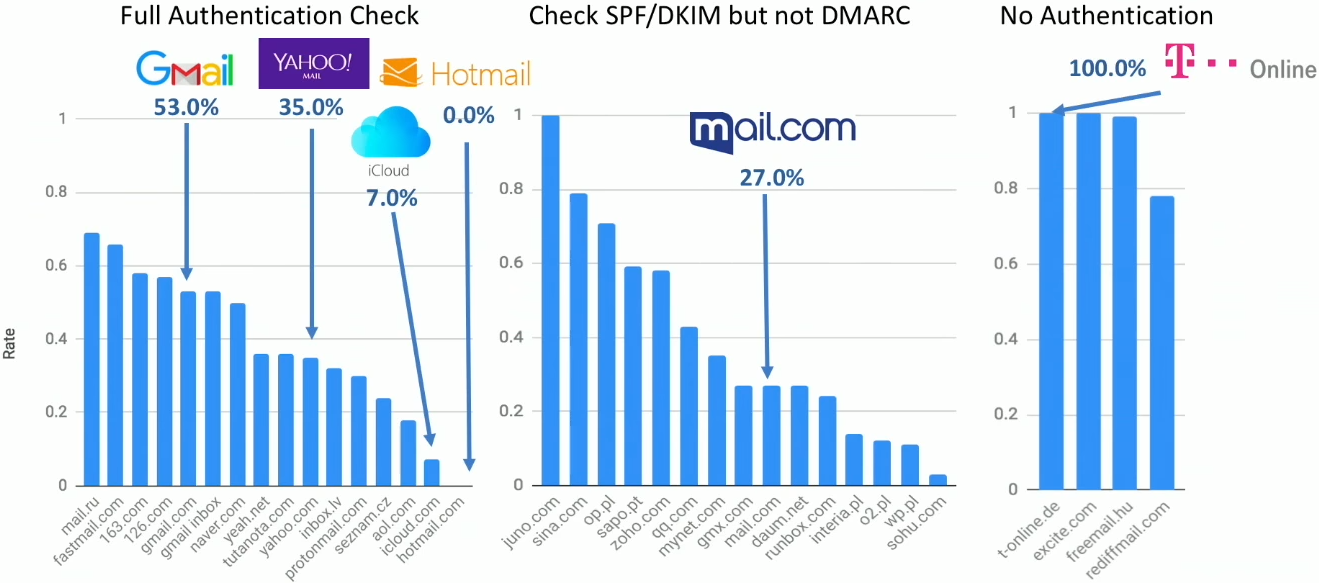 Full Authentication Check
Check SPF/DKIM but not DMARC
No Authentication
Gmail
YAHOO!
MAIL
Hotmail
53.0%
35.0%
0.0%
iCloud
7.0%
mail.com
27.0%
100.0%
T
Online
Rate
1
0.8
0.6
0.4
0.2
0
mail.ru
fastmail.com
163.com
126.com
gmail.com
gmail inbox
naver.com
yeah.net
tutanota.com
yahoo.com
inbox.lv
protonmail.com
seznam.cz
aol.com
icloud.com
hotmail.com
1
0.8
0.6
0.4
0.2
0
juno.com
sina.com
op.pl
sapo.pt
zoho.com
qq.com
mynet.com
gmx.com
mail.com
daum.net
runbox.com
interia.pl
o2.pl
wp.pl
sohu.com
1
0.8
0.6
0.4
0.2
0
t-online.de
excite.com
freemail.hu
rediffmail.com